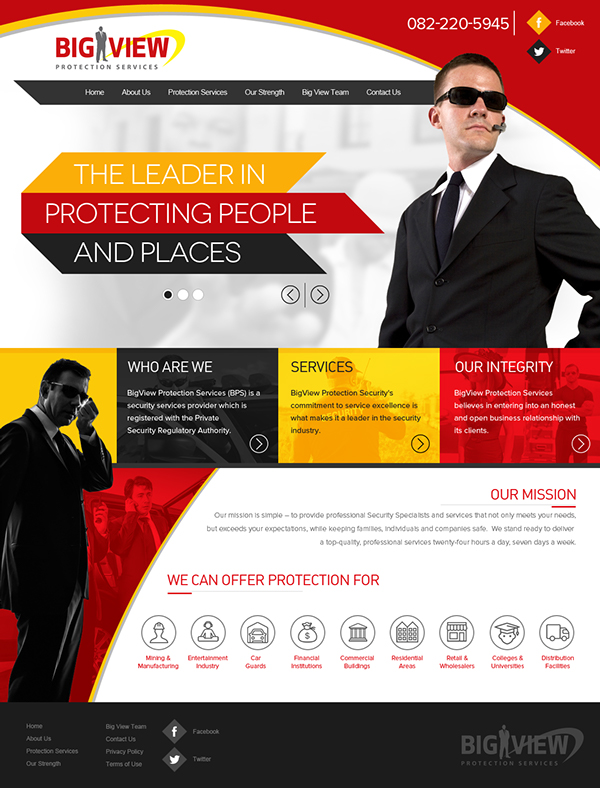 082-220-5945
Facebook
Twitter
BIG VIEW
PROTECTION SERVICES
Home About Us Protection Services Our Strength Big View Team Contact Us
THE LEADER IN
PROTECTING PEOPLE
AND PLACES
WHO ARE WE
BigView Protection Services (BPS) is a
security services provider which is
registered with the Private
Security Regulatory Authority.
SERVICES
BigView Protection Security's
commitment to service excellence is
what makes it a leader in the security
industry.
OUR INTEGRITY
BigView Protection Services
believes in entering into an honest
and open business relationship with
its clients.
OUR MISSION
Our mission is simple – to provide professional Security Specialists and services that not only meets your needs,
but exceeds your expectations, while keeping families, individuals and companies safe. We stand ready to deliver
a top-quality, professional services twenty-four hours a day, seven days a week.
WE CAN OFFER PROTECTION FOR
Mining &
Manufacturing
Entertainment
Industry
Car
Guards
Financial
Institutions
Commercial
Buildings
Residential
Areas
Retail &
Wholesalers
Colleges &
Universities
Distribution
Facilities
Home
About Us
Protection Services
Our Strength
Big View Team
Contact Us
Privacy Policy
Terms of Use
Facebook
Twitter
BIG VIEW
PROTECTION SERVICES